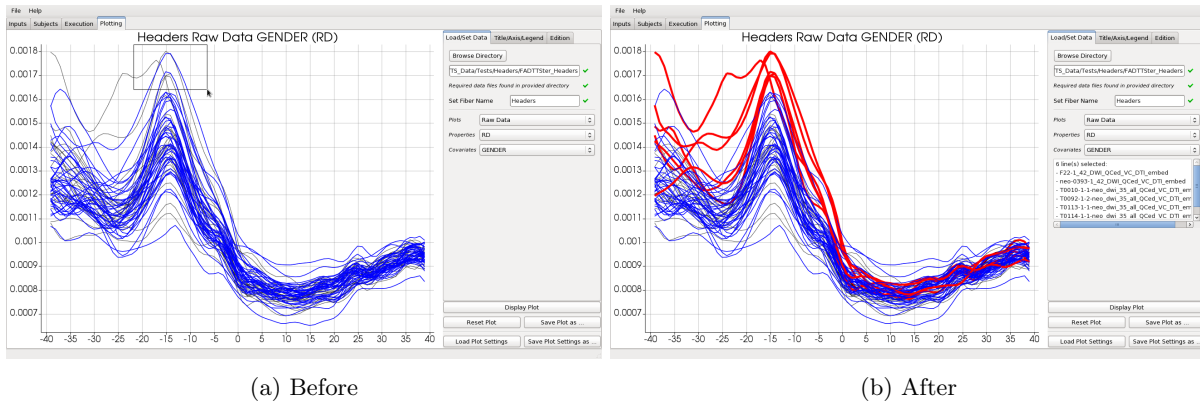 File Help
Inputs Subjects Execution Plotting
Headers Raw Data GENDER (RD)
0.0018
0.0017
0.0016
0.0015
0.0014
0.0013
0.0012
0.0011
0.001
0.0009
0.0008
0.0007
-40 -35 -30 -25 -20 -15 -10 -5 0 5 10 15 20 25 30 35 40
Load/Set Data Title/Axis/Legend Edition
Browse Directory
T5_Data/Tests/Headers/FADTTSter_Headers
Required data files found in provided directory
Set Fiber Name Headers
Plots Raw Data
Properties RD
Covariates GENDER
Display Plot
Reset Plot Save Plot as ...
Load Plot Settings Save Plot Settings as ...
(a) Before
File Help
Inputs Subjects Execution Plotting
Headers Raw Data GENDER (RD)
0.0018
0.0017
0.0016
0.0015
0.0014
0.0013
0.0012
0.0011
0.001
0.0009
0.0008
0.0007
-40 -35 -30 -25 -20 -15 -10 -5 0 5 10 15 20 25 30 35 40
Load/Set Data Title/Axis/Legend Edition
Browse Directory
T5_Data/Tests/Headers/FADTTSter_Headers
Required data files found in provided directory
Set Fiber Name Headers
Plots Raw Data
Properties RD
Covariates GENDER
6 line(s) selected:
- F22-1_42_DWI_QCed_VC_DTI_embed
- neo-0393-1_42_DWI_QCed_VC_DTI_embed
- T0010-1-1-neo_dwi_35_all_QCed_VC_DTI_em
- T0092-1-2-neo_dwi_35_all_QCed_VC_DTI_em
- T0113-1-1-neo_dwi_35_all_QCed_VC_DTI_em
- T0114-1-1-neo_dwi_35_all_QCed_VC_DTI_em
Display Plot
Reset Plot Save Plot as ...
Load Plot Settings Save Plot Settings as ...
(b) After